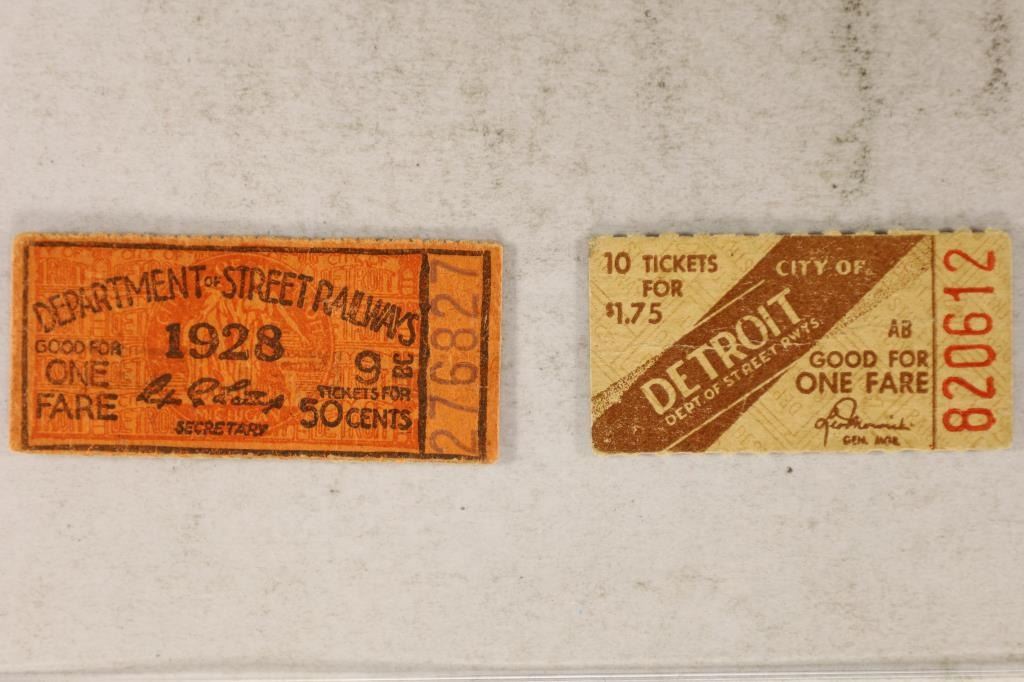 DEPARTMENT OF STREET RAILWAYS
1928
GOOD FOR
ONE
FARE
9 BC
TICKETS FOR
50 CENTS
SECRETARY
276827
10 TICKETS
FOR
$1.75
CITY OF
DETROIT
DEPT OF STREET RWYS.
AB
GOOD FOR
ONE FARE
GEN. MGR.
820612